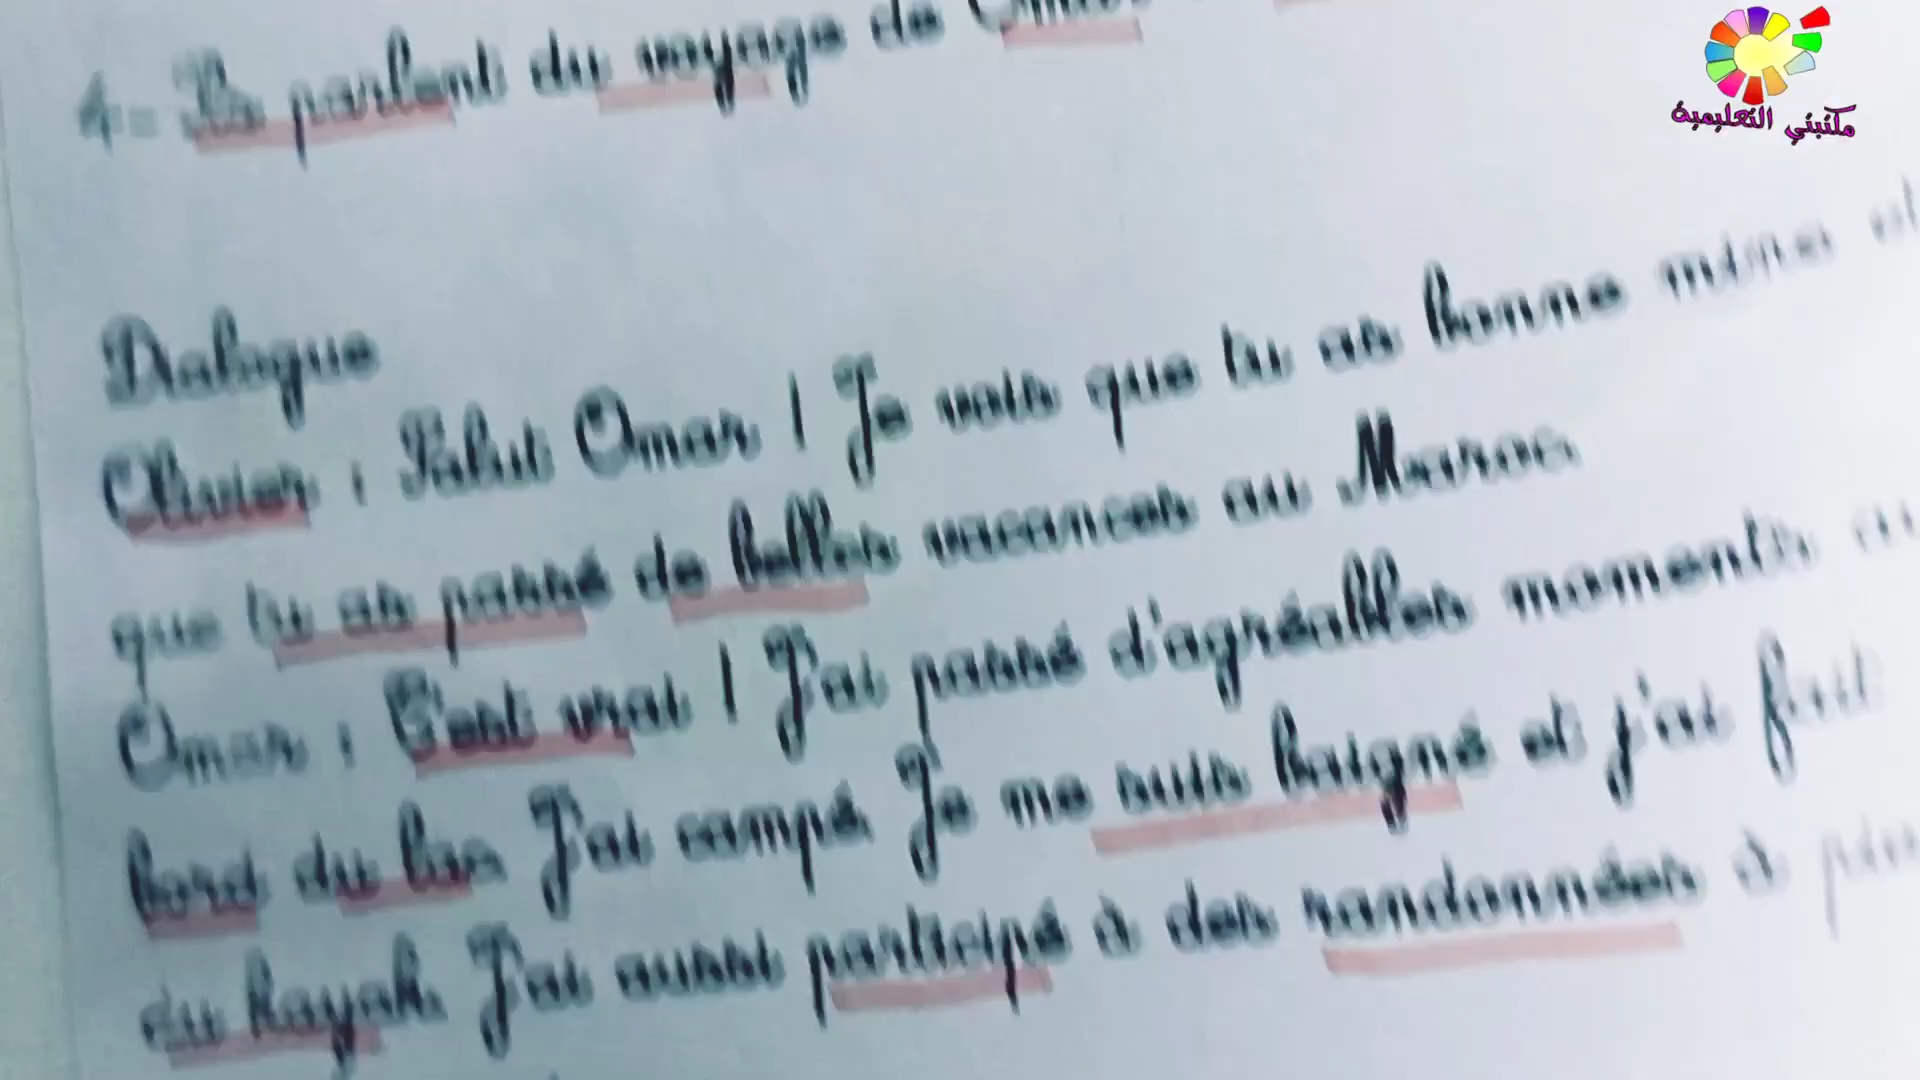 4- Ils parlent du voyage de Omar
مكتبتي التعليمية
Dialogue
Olivier : Salut Omar ! Je vois que tu as bonne mine et
que tu as passé de belles vacances au Maroc.
Omar : C'est vrai ! J'ai passé d'agréables moments au
bord du lac. J'ai campé. Je me suis baigné et j'ai fait
du kayak. J'ai aussi participé à des randonnées à